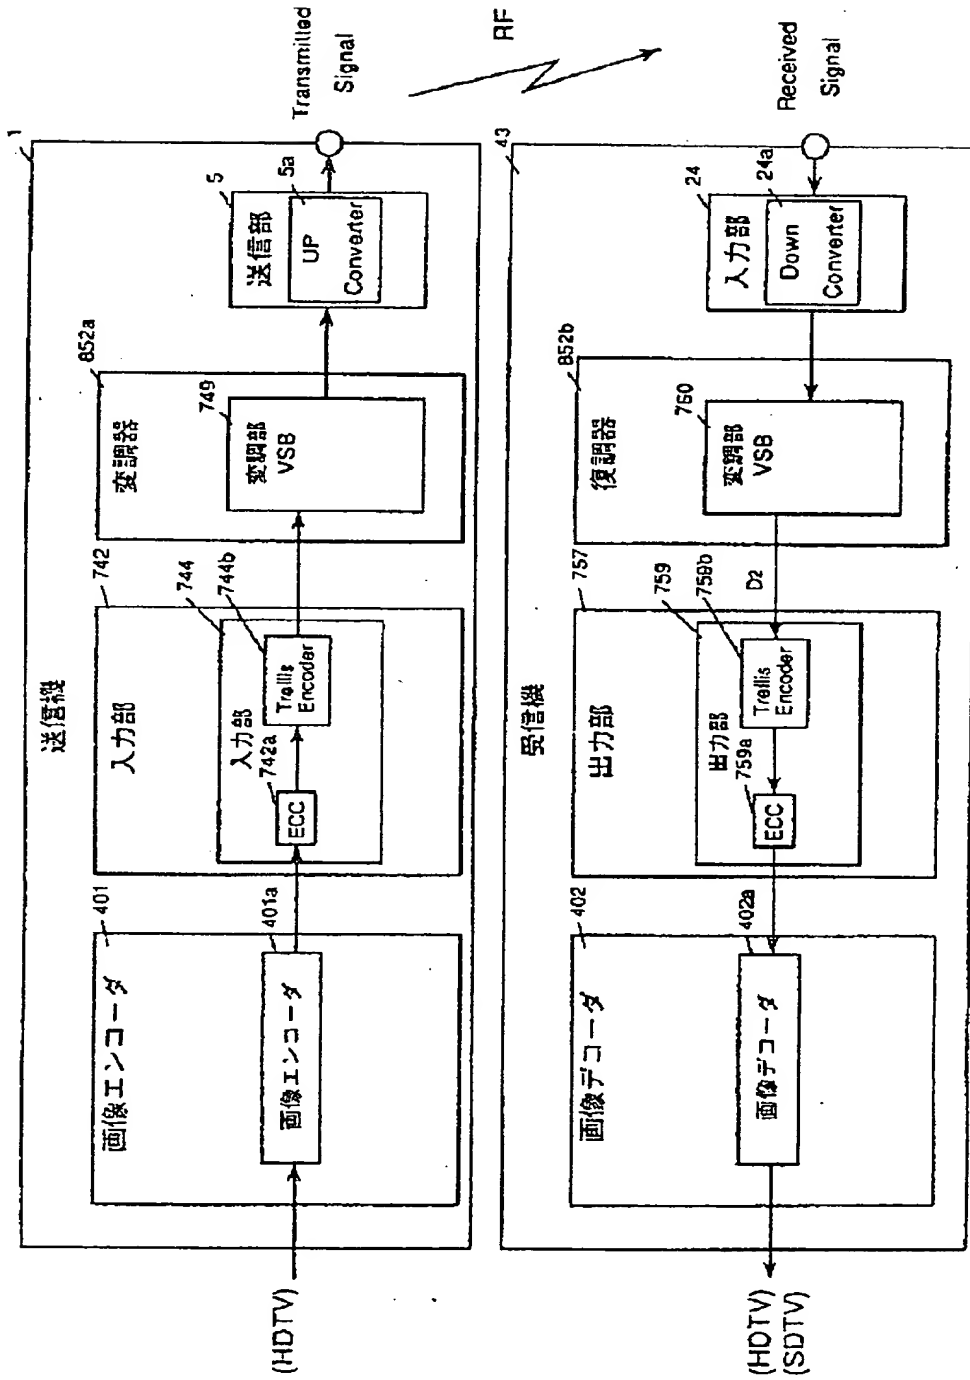 送信機
1
(HDTV)
画像エンコーダ
401
画像エンコーダ
401a
入力部
742
入力部
744
ECC
742a
Trellis
Encoder
744b
変調器
852a
変調部
VSB
749
送信部
5
UP
Converter
5a
Transmitted
Signal
RF
受信機
43
(HDTV)
(SDTV)
画像デコーダ
402
画像デコーダ
402a
出力部
757
出力部
759
ECC
759a
Trellis
Encoder
759b
D2
復調器
852b
変調部
VSB
760
入力部
24
Down
Converter
24a
Received
Signal